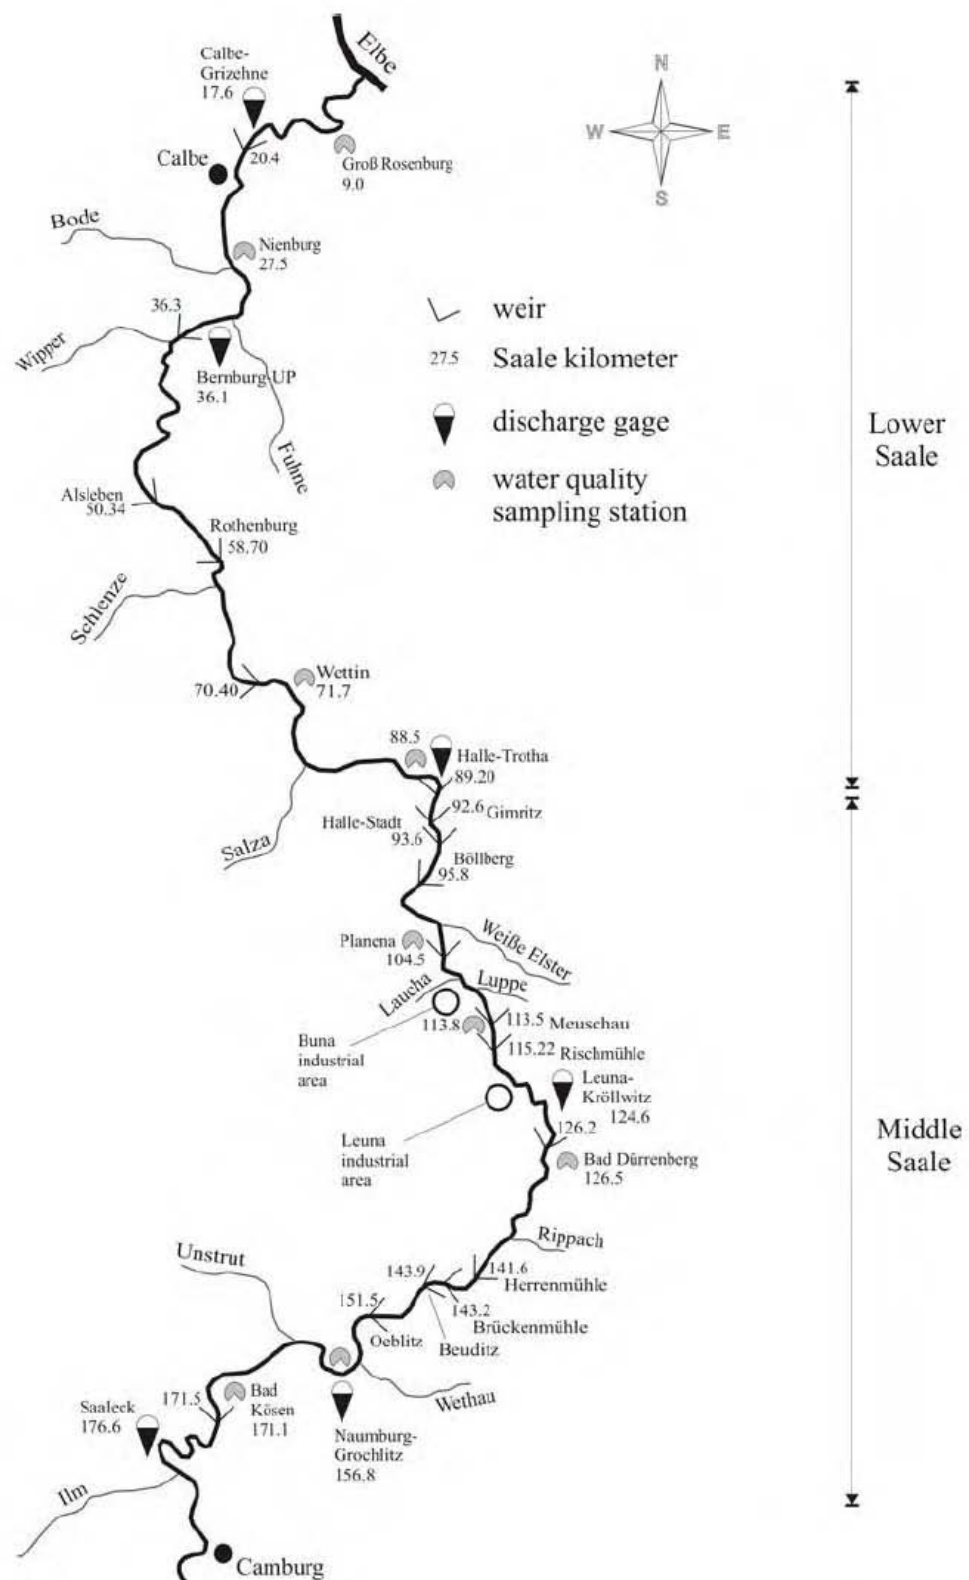 Elbe
Calbe-
Grizehne
17.6
N
W
E
S
Calbe
20.4
Groß Rosenburg
9.0
Bode
Nienburg
27.5
36.3
weir
Wipper
27.5
Saale kilometer
Bernburg-UP
36.1
discharge gage
Lower
Saale
Fuhne
water quality
sampling station
Alsleben
50.34
Rothenburg
58.70
Schlenze
Wettin
71.7
70.40
88.5
Halle-Trotha
89.20
92.6 Gimritz
Halle-Stadt
93.6
Salza
Böllberg
95.8
Weiße Elster
Planena
104.5
Laucha
Luppe
113.8
113.5 Meuschau
Buna
industrial
area
115.22 Rischmühle
Leuna-
Kröllwitz
124.6
126.2
Leuna
industrial
area
Middle
Saale
Bad Dürrenberg
126.5
Rippach
Unstrut
143.9
141.6
Herrenmühle
151.5
143.2
Brückenmühle
Oeblitz
Beuditz
Wethau
Saaleck
176.6
171.5
Bad
Kösen
171.1
Naumburg-
Grochlitz
156.8
Ilm
Camburg